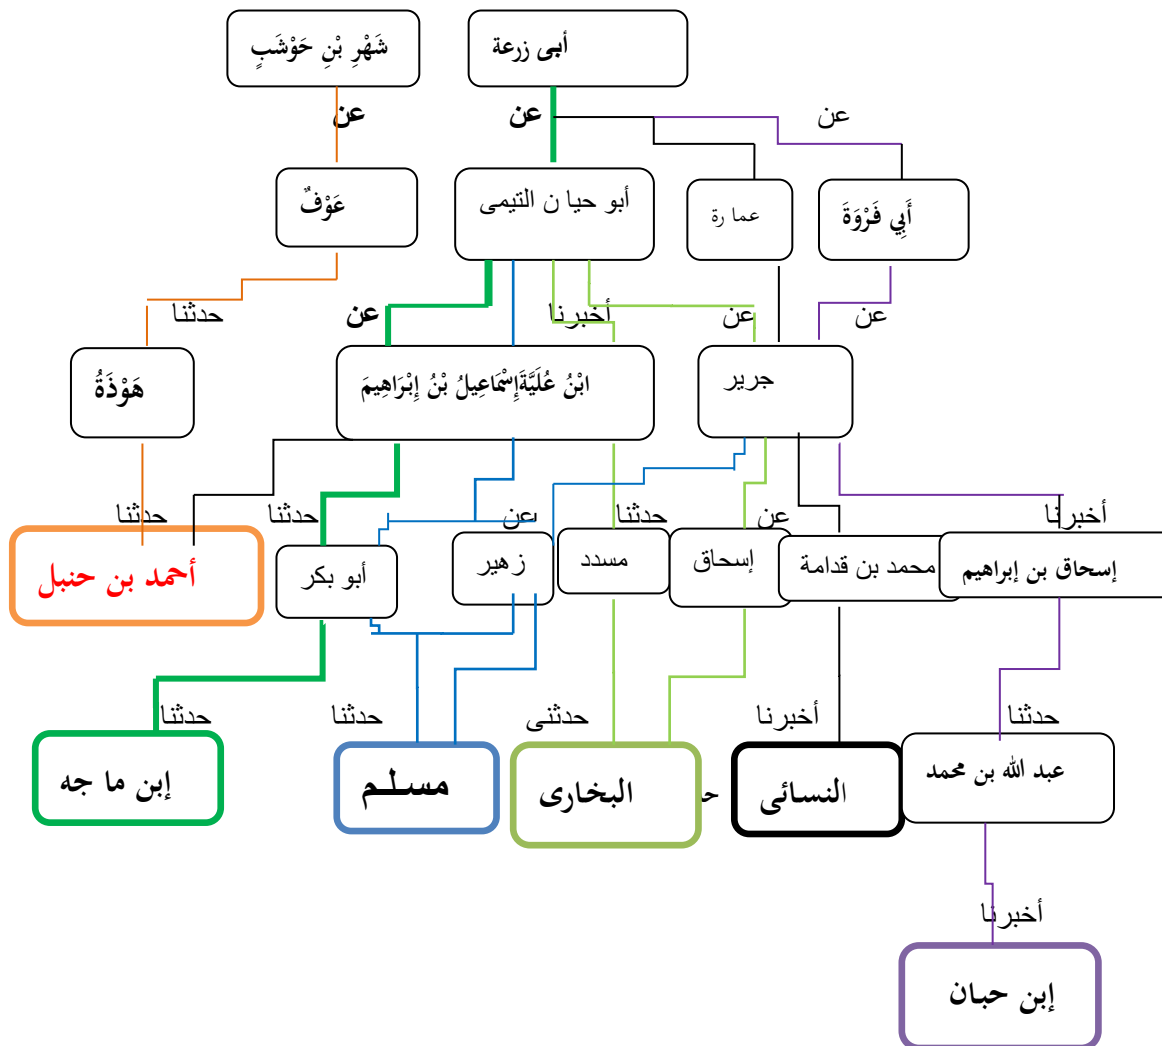 أبى زرعة
شَهْرِ بْنِ حَوْشَبٍ
عن
عن
عن
أَبِي فَرْوَةَ
عما رة
أبو حيا ن التيمى
عَوْفٌ
عن
عن
أخبرنا
عن
حدثنا
جرير
ابْنُ عُلَيَّةَإِسْمَاعِيلُ بْنُ إِبْرَاهِيمَ
هَوْذَةُ
أخبرنا
عن
حدثنا
عن
حدثنا
حدثنا
إسحاق بن إبراهيم
محمد بن قدامة
إسحاق
مسدد
زهير
أبو بكر
أحمد بن حنبل
حدثنا
أخبرنا
حدثنى
حدثنا
حدثنا
عبد الله بن محمد
النسائى
البخارى
مسلم
إبن ما جه
أخبرنا
إبن حبان